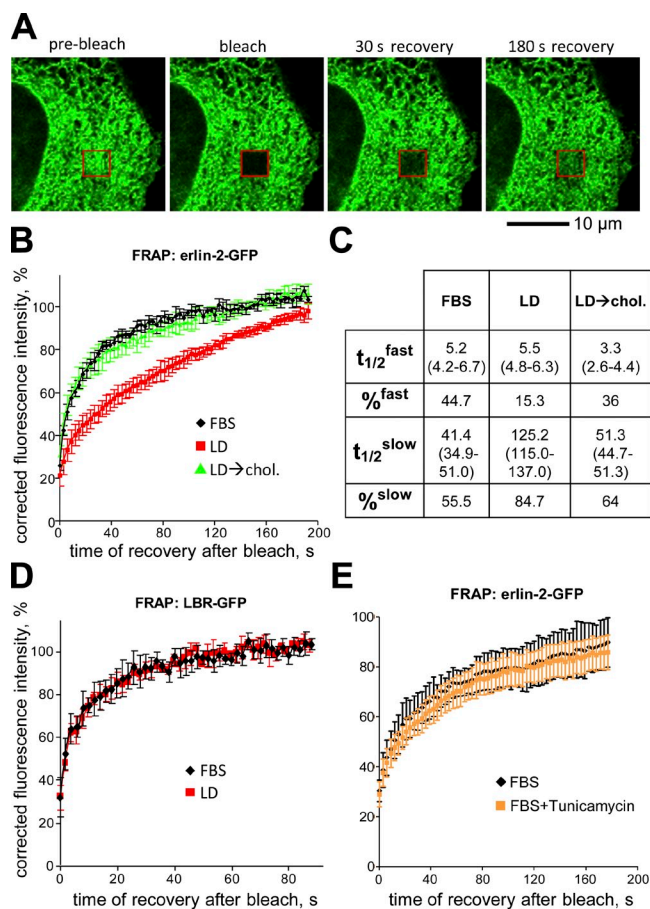 A
pre-bleach bleach 30 s recovery 180 s recovery
10 µm
B
FRAP: erlin-2-GFP
corrected fluorescence intensity, %
100
80
60
40
20
0
0 40 80 120 160 200
FBS
LD
LD→chol.
time of recovery after bleach, s
C
FBS LD LD→chol.
t1/2fast 5.2 (4.2-6.7) 5.5 (4.8-6.3) 3.3 (2.6-4.4)
%fast 44.7 15.3 36
t1/2slow 41.4 (34.9-51.0) 125.2 (115.0-137.0) 51.3 (44.7-51.3)
%slow 55.5 84.7 64
D
FRAP: LBR-GFP
corrected fluorescence intensity, %
100
80
60
40
20
0
0 20 40 60 80
FBS
LD
time of recovery after bleach, s
E
FRAP: erlin-2-GFP
100
80
60
40
20
0
0 40 80 120 160 200
FBS
FBS+Tunicamycin
time of recovery after bleach, s